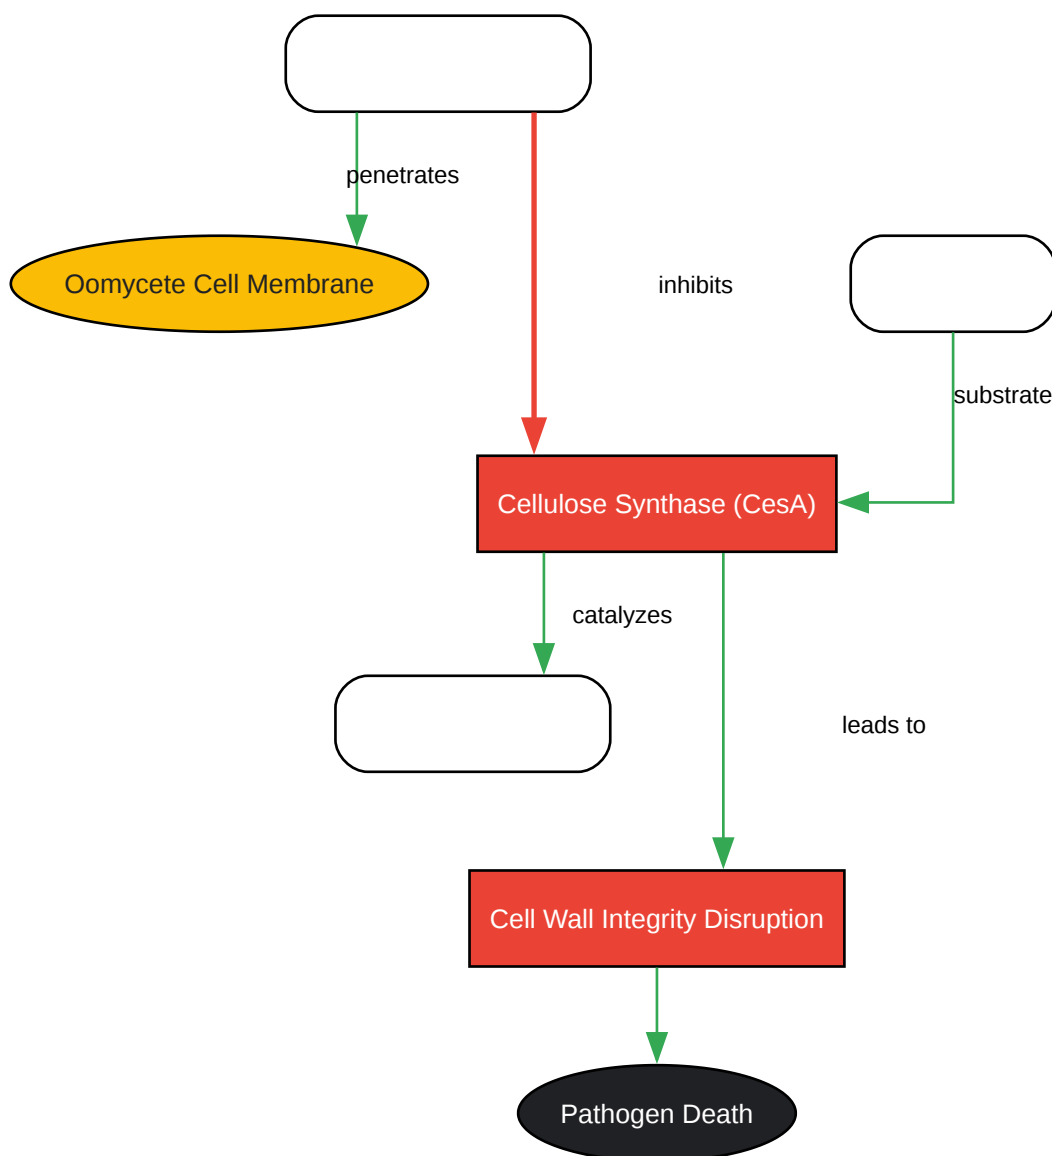 penetrates
Oomycete Cell Membrane
inhibits
substrate
Cellulose Synthase (CesA)
catalyzes
leads to
Cell Wall Integrity Disruption
Pathogen Death